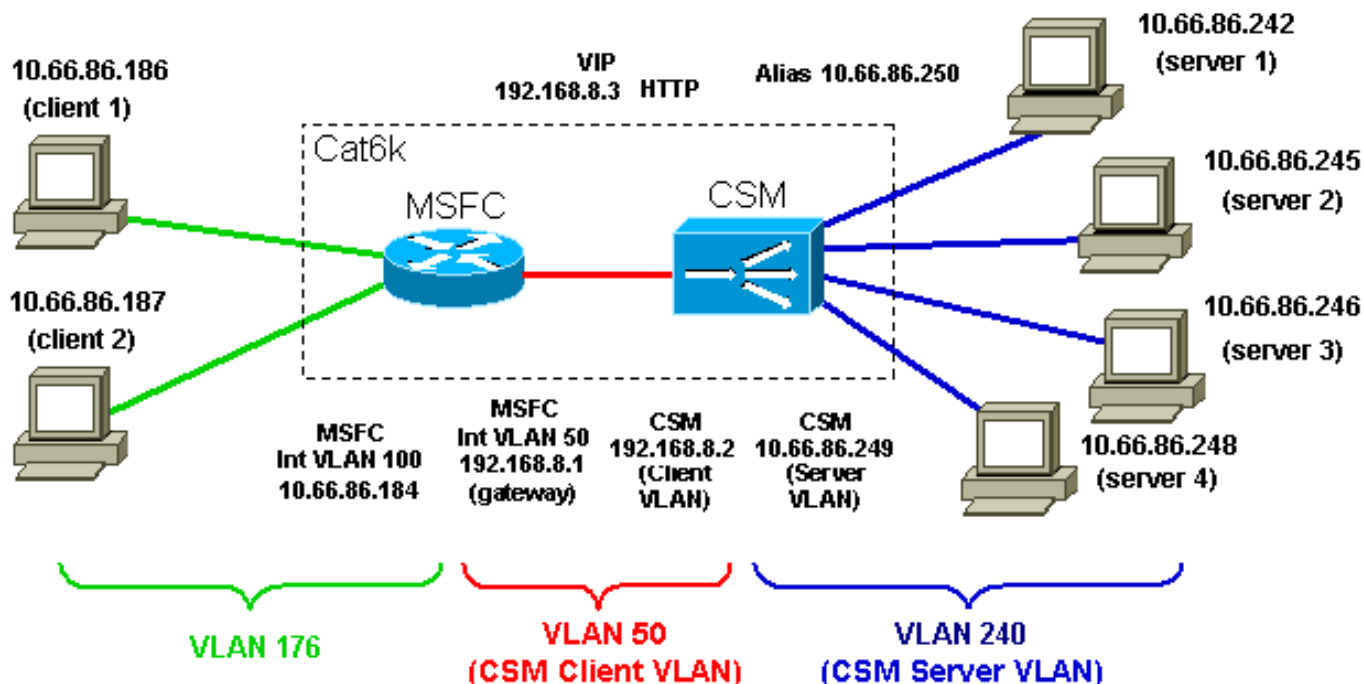 10.66.86.186
(client 1)
VIP
192.168.8.3 HTTP
Alias 10.66.86.250
10.66.86.242
(server 1)
Cat6k
MSFC
CSM
10.66.86.245
(server 2)
10.66.86.187
(client 2)
10.66.86.246
(server 3)
10.66.86.248
(server 4)
MSFC
Int VLAN 100
10.66.86.184
MSFC
Int VLAN 50
192.168.8.1
(gateway)
CSM
192.168.8.2
(Client
VLAN)
CSM
10.66.86.249
(Server
VLAN)
VLAN 176
VLAN 50
(CSM Client VLAN)
VLAN 240
(CSM Server VLAN)